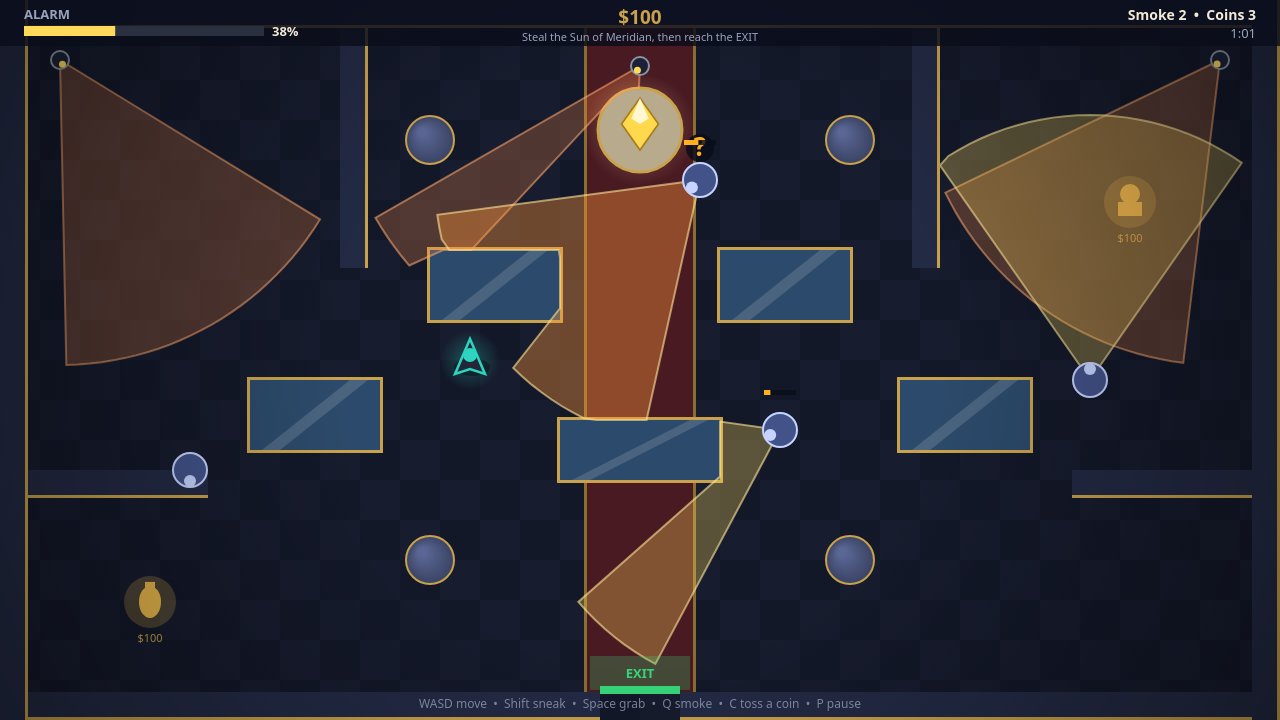 ALARM
38%
$100
Steal the Sun of Meridian, then reach the EXIT
Smoke 2 • Coins 3
1:01
?
$100
$100
EXIT
WASD move • Shift sneak • Space grab • Q smoke • C toss a coin • P pause